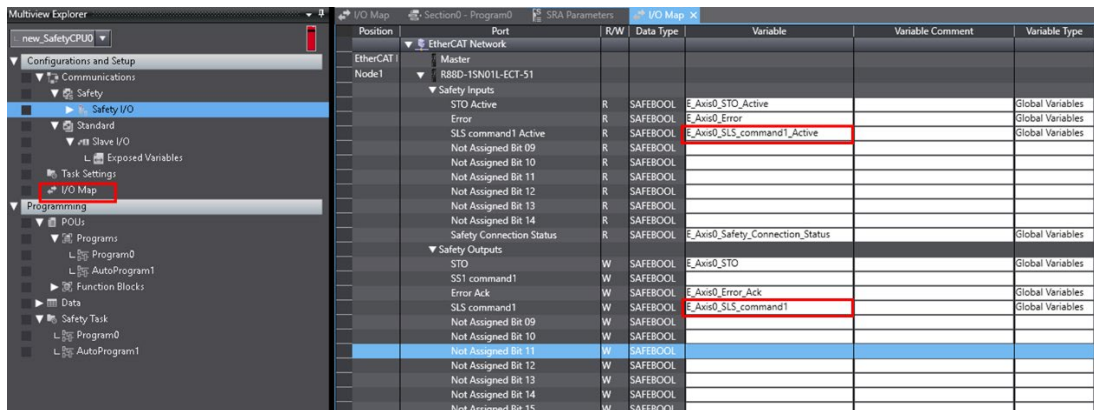 Multiview Explorer
new_SafetyCPU0
Configurations and Setup
Communications
Safety
Safety I/O
Standard
Slave I/O
Exposed Variables
Task Settings
I/O Map
Programming
POUs
Programs
Program0
AutoProgram1
Function Blocks
Data
Safety Task
Program0
AutoProgram1
I/O Map Section0 - Program0 SRA Parameters I/O Map X
Position Port R/W Data Type Variable Variable Comment Variable Type
EtherCAT Network
EtherCAT Master
Node1 R88D-1SN01L-ECT-51
Safety Inputs
STO Active R SAFEBOOL E_Axis0_STO_Active Global Variables
Error R SAFEBOOL E_Axis0_Error Global Variables
SLS command1 Active R SAFEBOOL E_Axis0_SLS_command1_Active Global Variables
Not Assigned Bit 09 R SAFEBOOL
Not Assigned Bit 10 R SAFEBOOL
Not Assigned Bit 11 R SAFEBOOL
Not Assigned Bit 12 R SAFEBOOL
Not Assigned Bit 13 R SAFEBOOL
Not Assigned Bit 14 R SAFEBOOL
Safety Connection Status R SAFEBOOL E_Axis0_Safety_Connection_Status Global Variables
Safety Outputs
STO W SAFEBOOL E_Axis0_STO Global Variables
SS1 command1 W SAFEBOOL
Error Ack W SAFEBOOL E_Axis0_Error_Ack Global Variables
SLS command1 W SAFEBOOL E_Axis0_SLS_command1 Global Variables
Not Assigned Bit 09 W SAFEBOOL
Not Assigned Bit 10 W SAFEBOOL
Not Assigned Bit 11 W SAFEBOOL
Not Assigned Bit 12 W SAFEBOOL
Not Assigned Bit 13 W SAFEBOOL
Not Assigned Bit 14 W SAFEBOOL
Not Assigned Bit 15 W SAFEBOOL